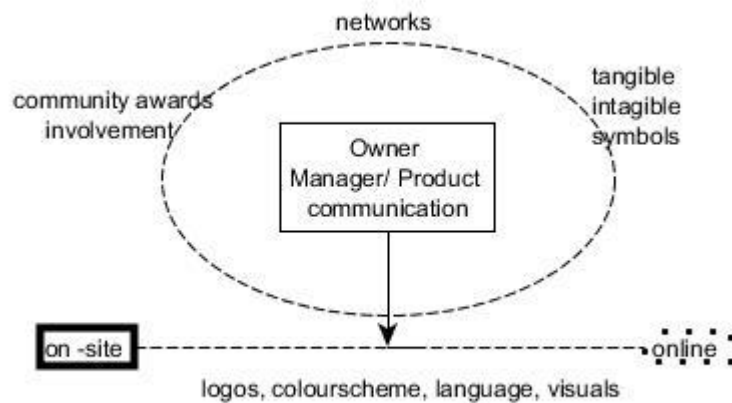 networks
community awards
involvement
tangible
intagible
symbols
Owner
Manager/ Product
communication
on -site
online
logos, colourscheme, language, visuals